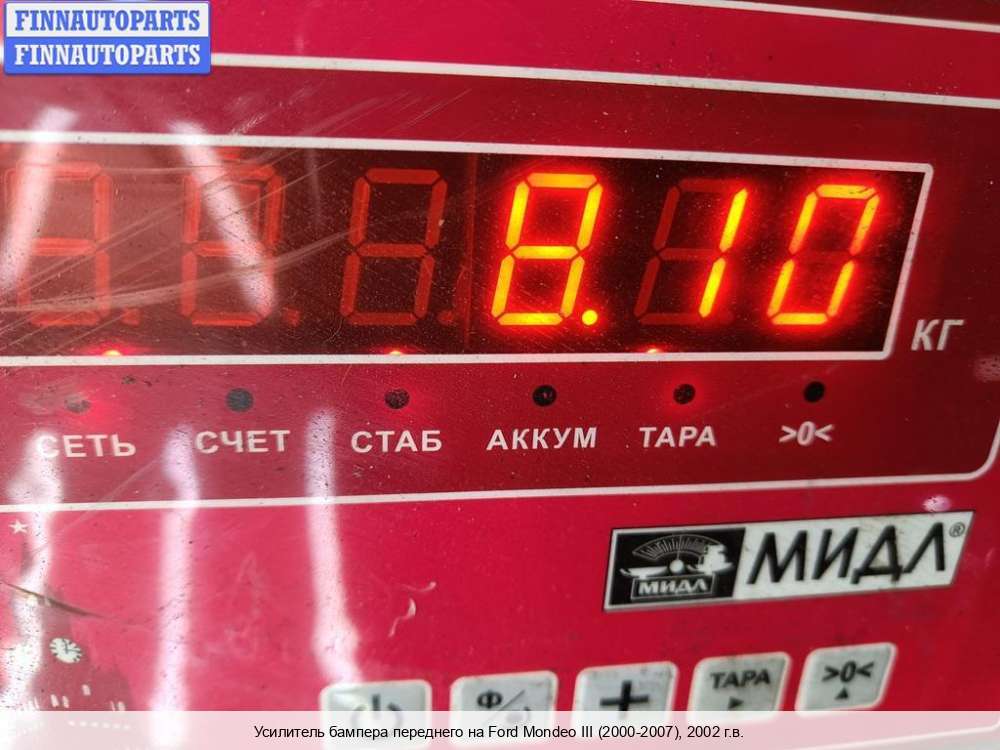 FINNAUTOPARTS
FINNAUTOPARTS
8.10
КГ
СЕТЬ СЧЕТ СТАБ АККУМ ТАРА >0<
МИДЛ МИДЛ®
Ф/ + ТАРА >0<
Усилитель бампера переднего на Ford Mondeo III (2000-2007), 2002 г.в.